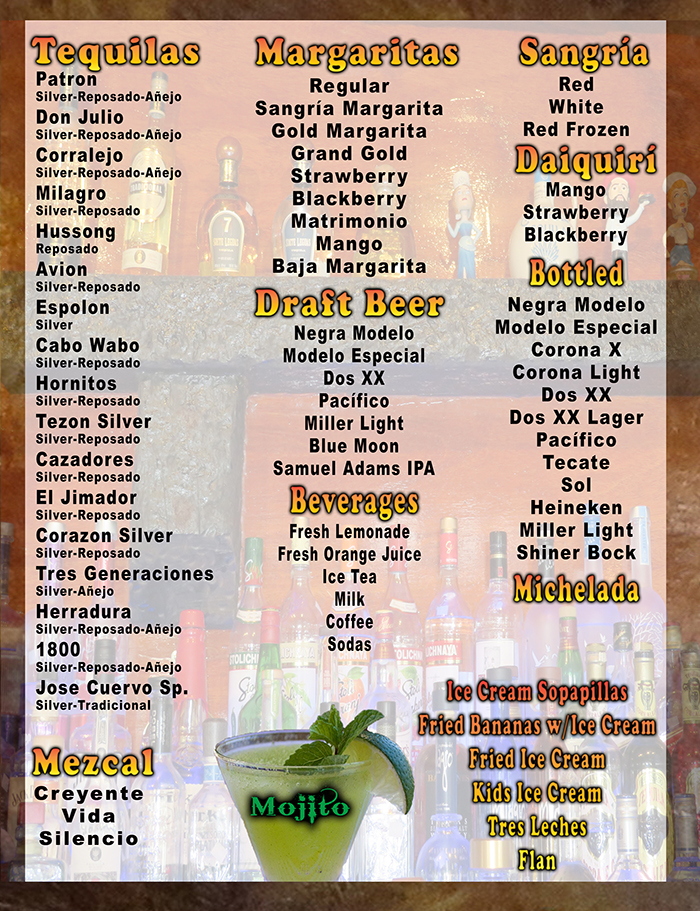 Tequilas
Patron
Silver-Reposado-Añejo
Don Julio
Silver-Reposado-Añejo
Corralejo
Silver-Reposado-Añejo
Milagro
Silver-Reposado
Hussong
Reposado
Avion
Silver-Reposado
Espolon
Silver
Cabo Wabo
Silver-Reposado
Hornitos
Silver-Reposado
Tezon Silver
Silver-Reposado
Cazadores
Silver-Reposado
El Jimador
Silver-Reposado
Corazon Silver
Silver-Reposado
Tres Generaciones
Silver-Añejo
Herradura
Silver-Reposado-Añejo
1800
Silver-Reposado-Añejo
Jose Cuervo Sp.
Silver-Tradicional
Mezcal
Creyente
Vida
Silencio
Margaritas
Regular
Sangría Margarita
Gold Margarita
Grand Gold
Strawberry
Blackberry
Matrimonio
Mango
Baja Margarita
Draft Beer
Negra Modelo
Modelo Especial
Dos XX
Pacífico
Miller Light
Blue Moon
Samuel Adams IPA
Beverages
Fresh Lemonade
Fresh Orange Juice
Ice Tea
Milk
Coffee
Sodas
Mojito
Sangría
Red
White
Red Frozen
Daiquirí
Mango
Strawberry
Blackberry
Bottled
Negra Modelo
Modelo Especial
Corona X
Corona Light
Dos XX
Dos XX Lager
Pacífico
Tecate
Sol
Heineken
Miller Light
Shiner Bock
Michelada
Ice Cream Sopapillas
Fried Bananas w/Ice Cream
Fried Ice Cream
Kids Ice Cream
Tres Leches
Flan